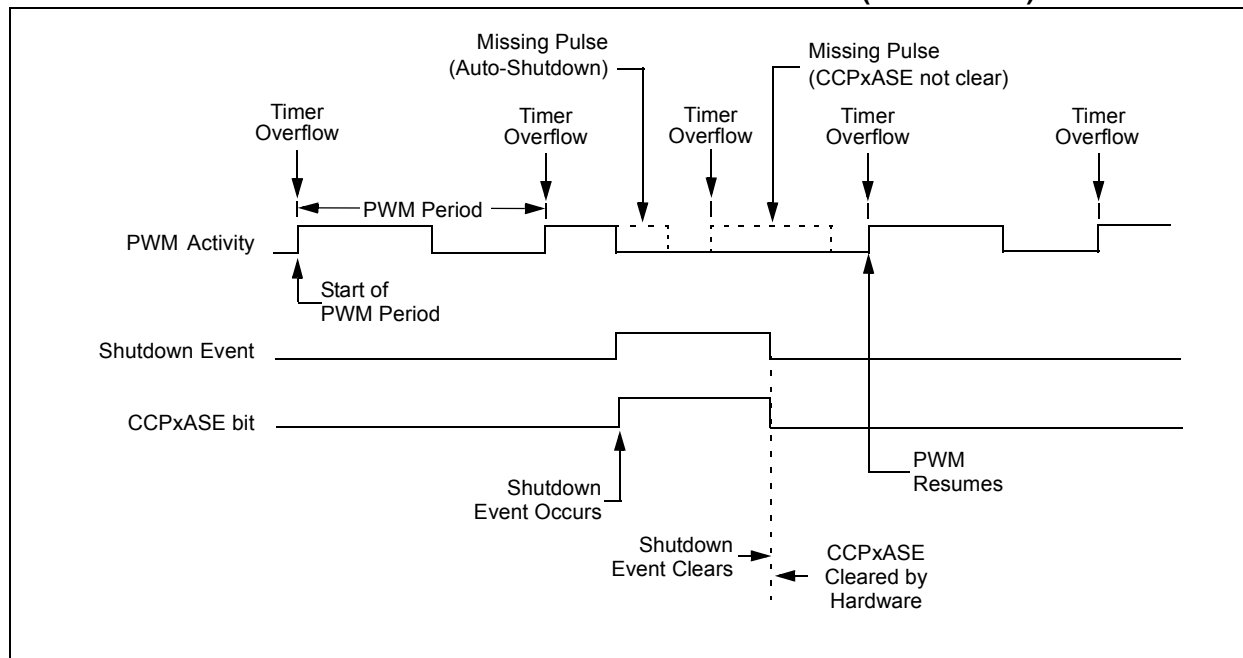 Missing Pulse
(Auto-Shutdown)
Missing Pulse
(CCPxASE not clear)
Timer
Overflow
Timer
Overflow
Timer
Overflow
Timer
Overflow
Timer
Overflow
PWM Period
PWM Activity
Start of
PWM Period
Shutdown Event
CCPxASE bit
Shutdown
Event Occurs
PWM
Resumes
Shutdown
Event Clears
CCPxASE
Cleared by
Hardware